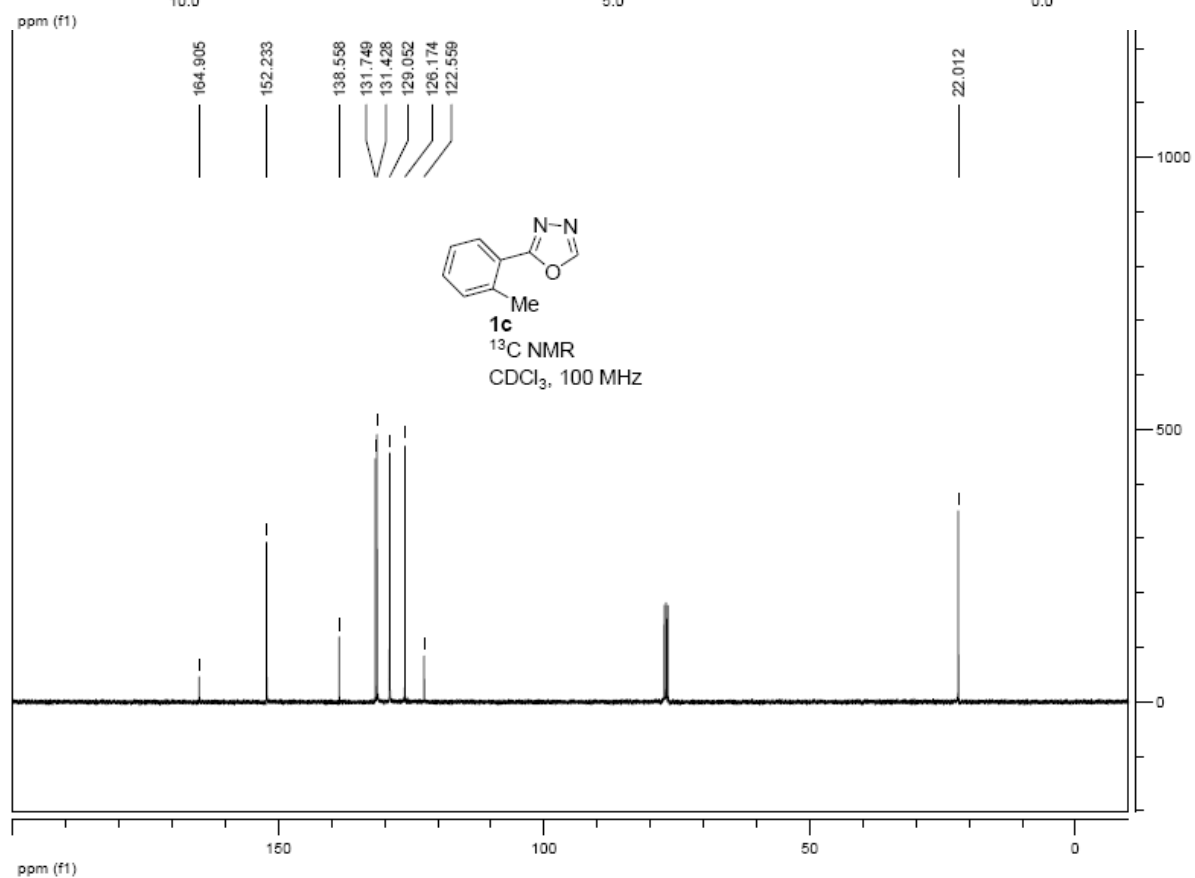 10.0 5.0 0.0
ppm (f1)
164.905
152.233
138.558
131.749
131.428
129.052
126.174
122.559
22.012
1000
N N
O
Me
1c
¹³C NMR
CDCl₃, 100 MHz
500
0
150 100 50 0
ppm (f1)